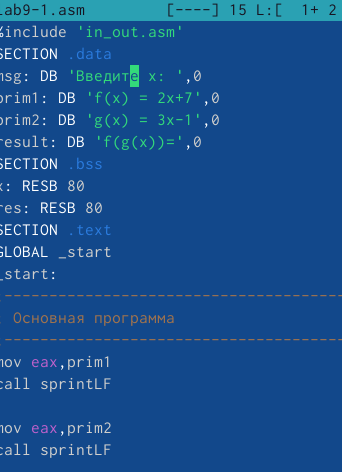 lab9-1.asm [----] 15 L:[ 1+ 2
%include 'in_out.asm'
SECTION .data
msg: DB 'Введите x: ',0
prim1: DB 'f(x) = 2x+7',0
prim2: DB 'g(x) = 3x-1',0
result: DB 'f(g(x))=',0
SECTION .bss
x: RESB 80
res: RESB 80
SECTION .text
GLOBAL _start
_start:
;-----------------------------------
; Основная программа
;-----------------------------------
mov eax,prim1
call sprintLF
mov eax,prim2
call sprintLF